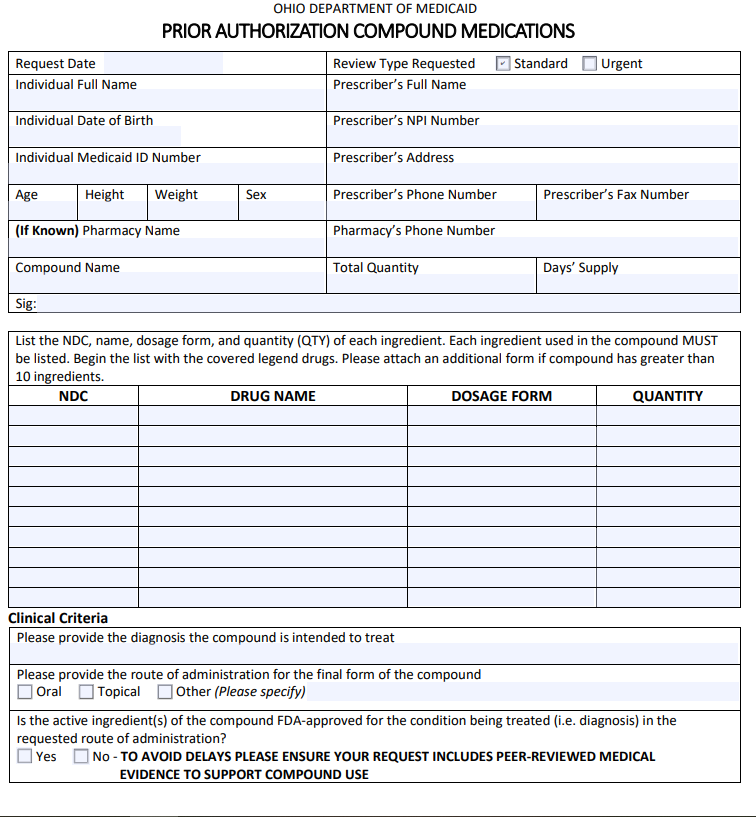 OHIO DEPARTMENT OF MEDICAID
PRIOR AUTHORIZATION COMPOUND MEDICATIONS
Request Date
Review Type Requested Standard Urgent
Individual Full Name
Prescriber's Full Name
Individual Date of Birth
Prescriber's NPI Number
Individual Medicaid ID Number
Prescriber's Address
Age Height Weight Sex
Prescriber's Phone Number
Prescriber's Fax Number
(If Known) Pharmacy Name
Pharmacy's Phone Number
Compound Name
Total Quantity
Days' Supply
Sig:
List the NDC, name, dosage form, and quantity (QTY) of each ingredient. Each ingredient used in the compound MUST
be listed. Begin the list with the covered legend drugs. Please attach an additional form if compound has greater than
10 ingredients.
NDC DRUG NAME DOSAGE FORM QUANTITY
Clinical Criteria
Please provide the diagnosis the compound is intended to treat
Please provide the route of administration for the final form of the compound
Oral Topical Other (Please specify)
Is the active ingredient(s) of the compound FDA-approved for the condition being treated (i.e. diagnosis) in the
requested route of administration?
Yes No - TO AVOID DELAYS PLEASE ENSURE YOUR REQUEST INCLUDES PEER-REVIEWED MEDICAL
EVIDENCE TO SUPPORT COMPOUND USE